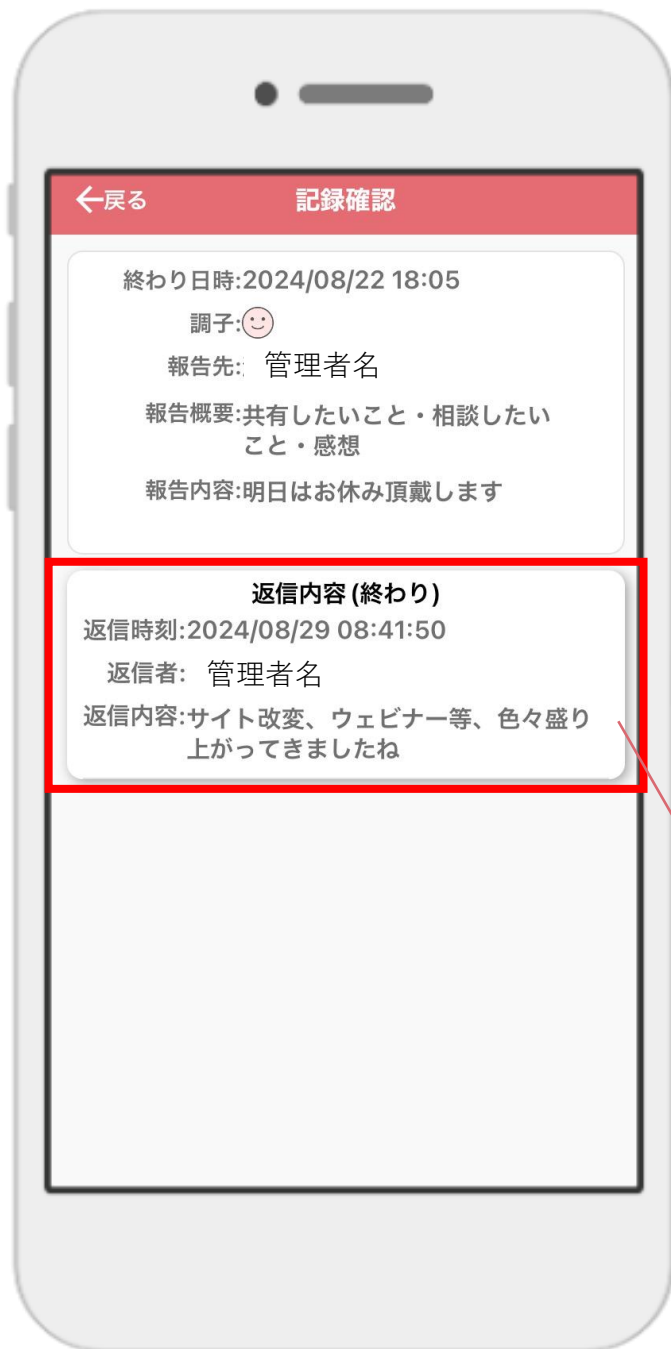 ←戻る 記録確認
終わり日時:2024/08/22 18:05
調子:
報告先: 管理者名
報告概要:共有したいこと・相談したい
こと・感想
報告内容:明日はお休み頂戴します
返信内容 (終わり)
返信時刻:2024/08/29 08:41:50
返信者: 管理者名
返信内容:サイト改変、ウェビナー等、色々盛り
上がってきましたね